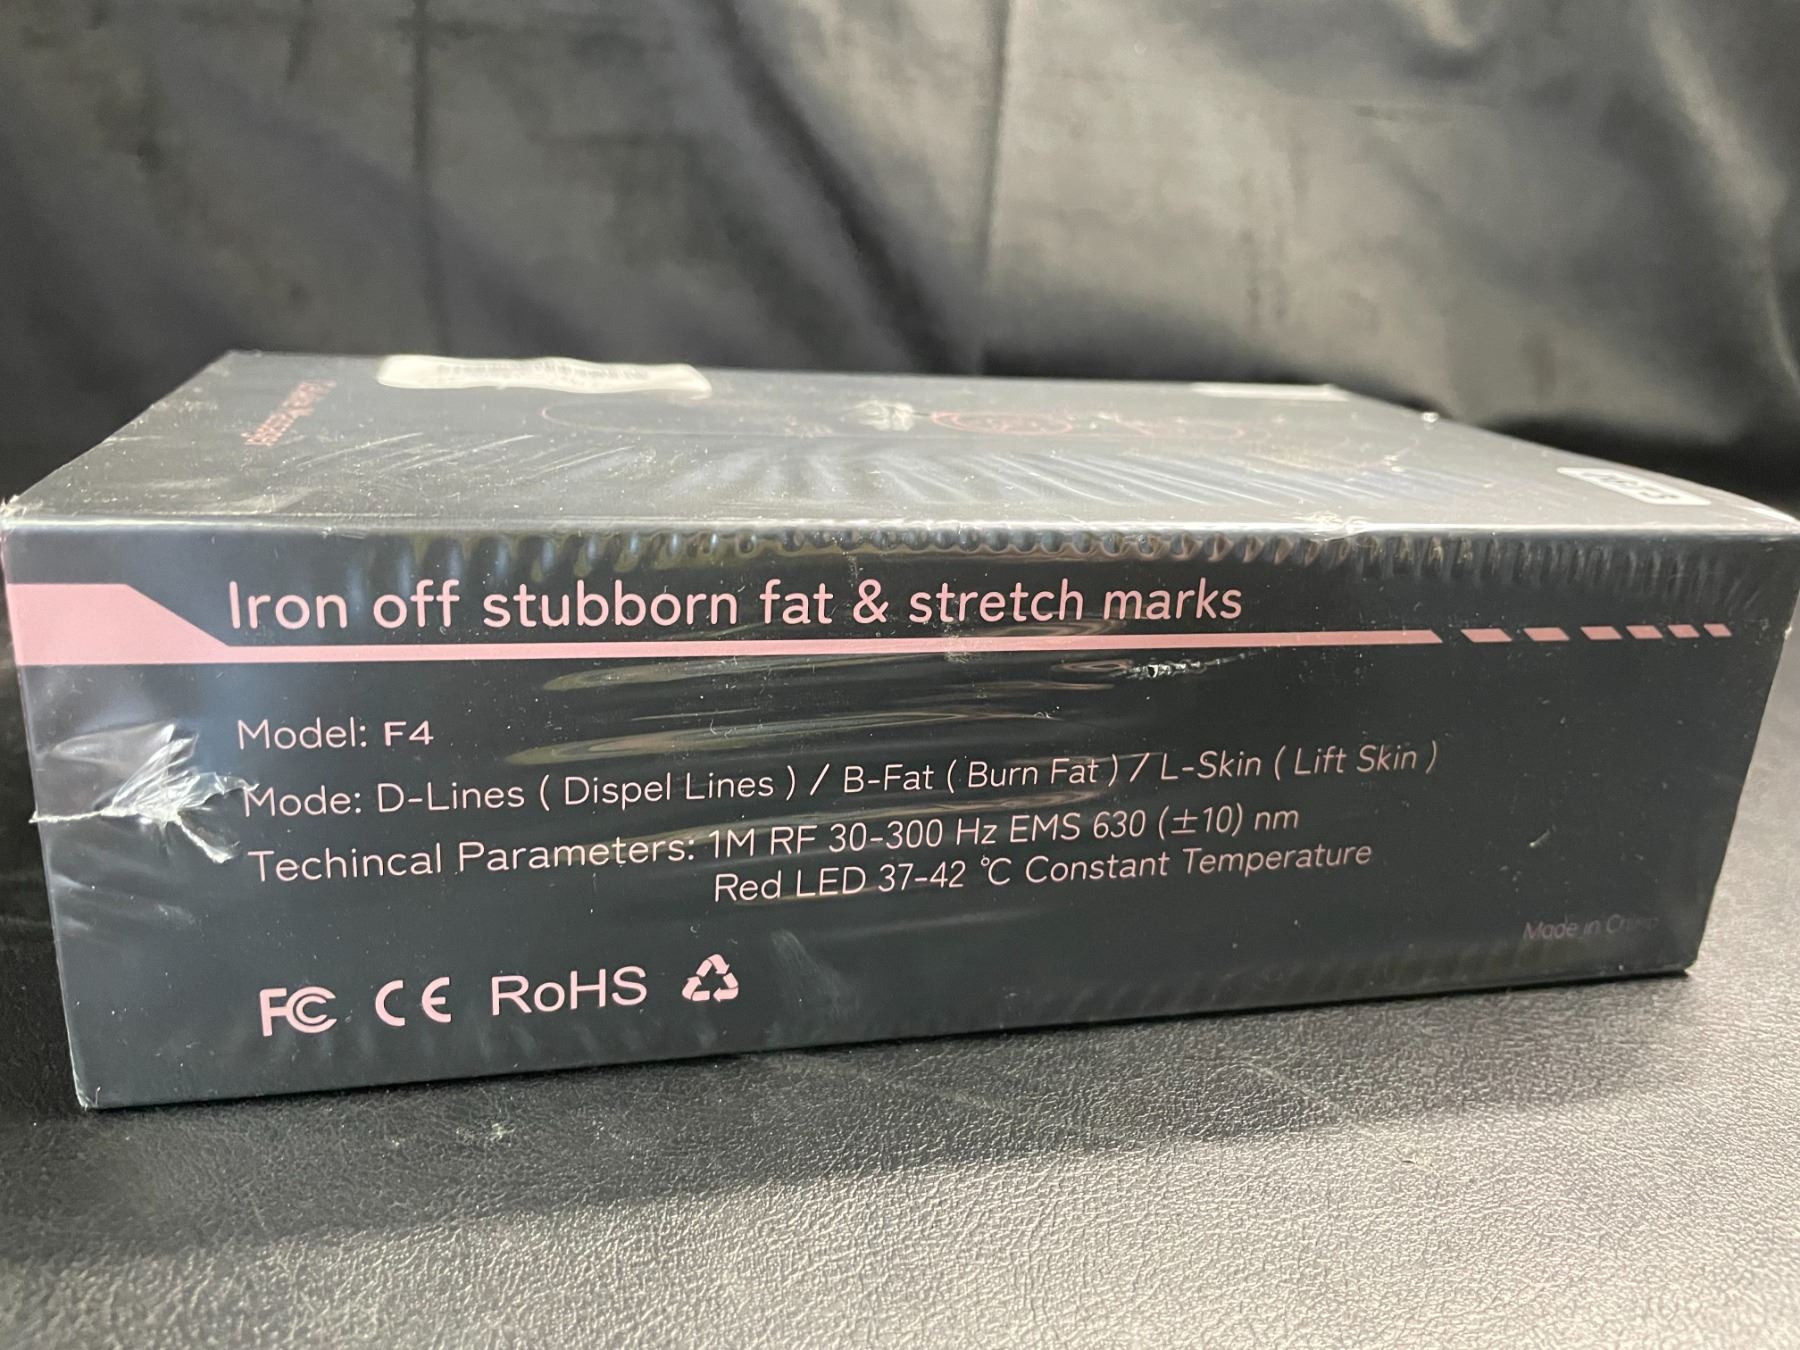 Iron off stubborn fat & stretch marks
Model: F4
Mode: D-Lines ( Dispel Lines ) / B-Fat ( Burn Fat ) / L-Skin ( Lift Skin )
Techincal Parameters: 1M RF 30-300 Hz EMS 630 (±10) nm
Red LED 37-42 ℃ Constant Temperature
Made in
FC CE RoHS